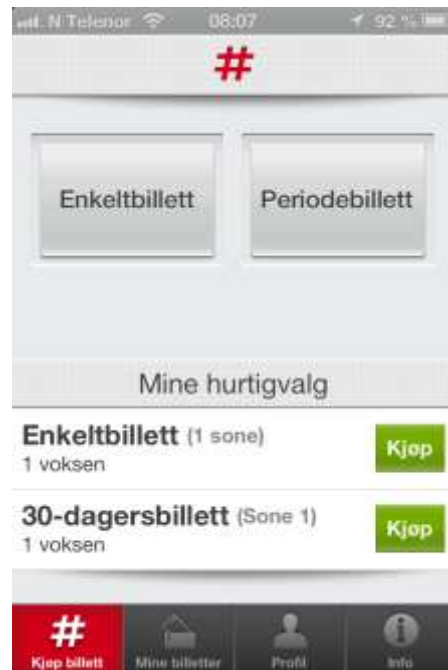 N Telenor 08:07 92 %
#
Enkeltbillett Periodebillett
Mine hurtigvalg
Enkeltbillett (1 sone) Kjøp
1 voksen
30-dagersbillett (Sone 1) Kjøp
1 voksen
#
Kjøp billett Mine billetter Profil Info